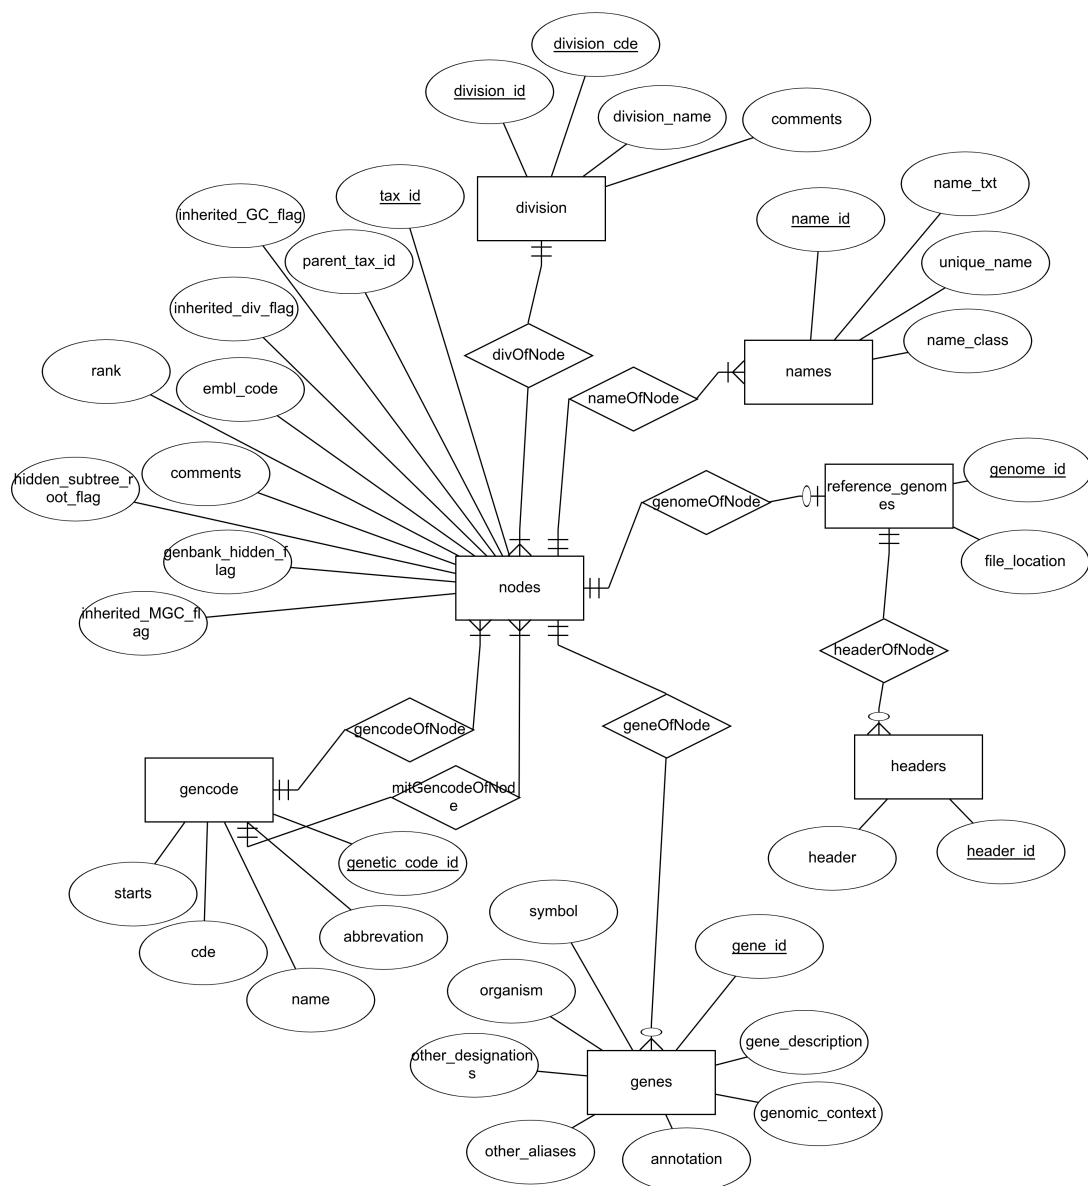 division_cde
division_id
division_name
comments
name_txt
tax_id
inherited_GC_flag
division
name_id
parent_tax_id
unique_name
inherited_div_flag
name_class
divOfNode
rank
names
embl_code
nameOfNode
comments
genome_id
hidden_subtree_r
oot_flag
reference_genom
es
genomeOfNode
genbank_hidden_f
lag
file_location
nodes
inherited_MGC_fl
ag
headerOfNode
gencodeOfNode
geneOfNode
headers
gencode
mitGencodeOfNod
e
genetic_code_id
header
header_id
starts
symbol
abbrevation
gene_id
cde
organism
name
gene_description
other_designation
s
genes
genomic_context
other_aliases
annotation